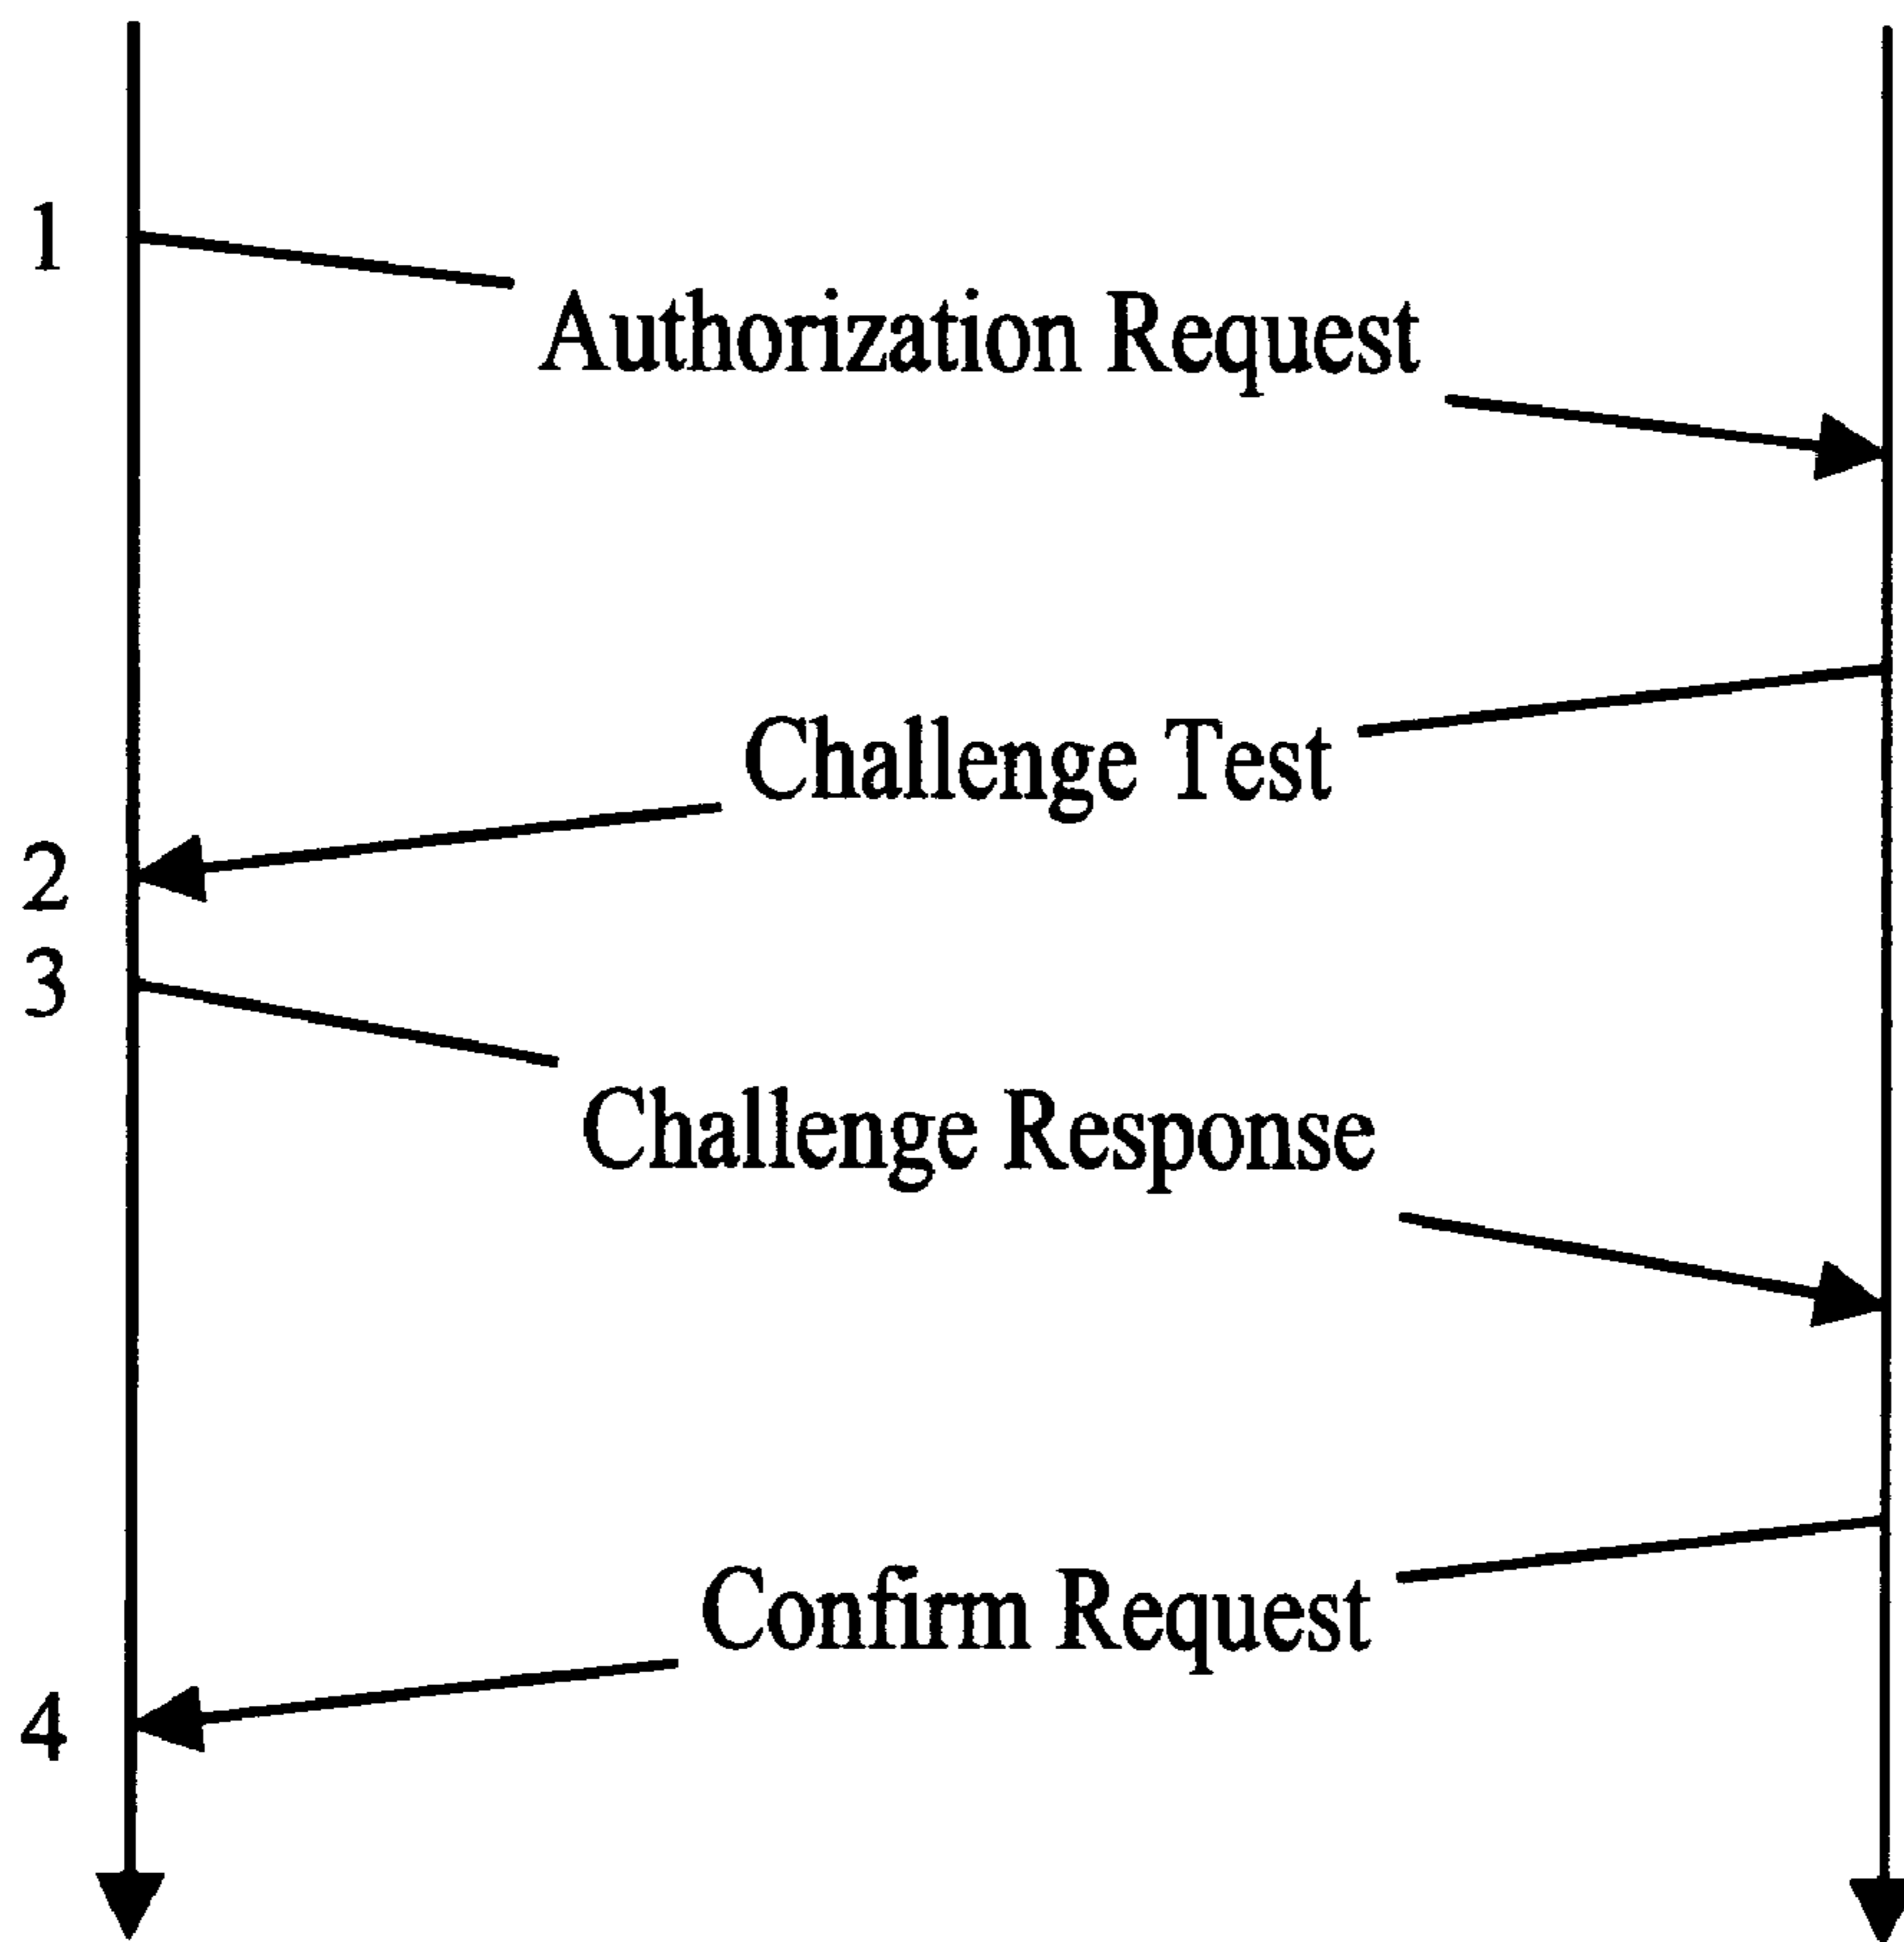 1
Authorization Request
Challenge Test
2
3
Challenge Response
Confirm Request
4